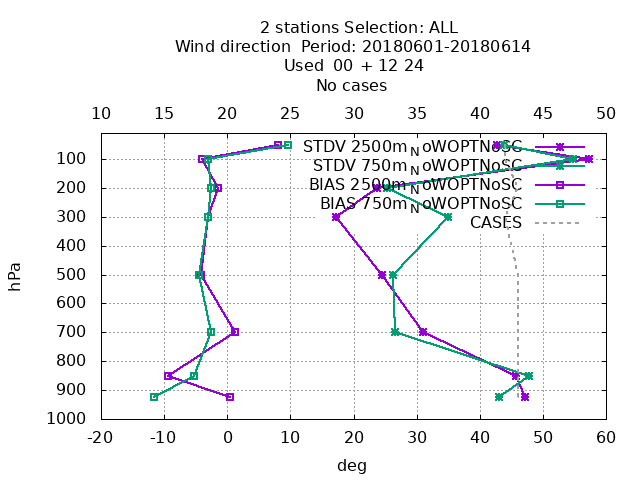 2 stations Selection: ALL
Wind direction  Period: 20180601-20180614
Used  00 + 12 24
No cases
10 15 20 25 30 35 40 45 50
STDV 2500m_NoWOPTNoSC
STDV 750m_NoWOPTNoSC
BIAS 2500m_NoWOPTNoSC
BIAS 750m_NoWOPTNoSC
CASES
100
200
300
400
500
600
700
800
900
1000
hPa
-20 -10 0 10 20 30 40 50 60
deg